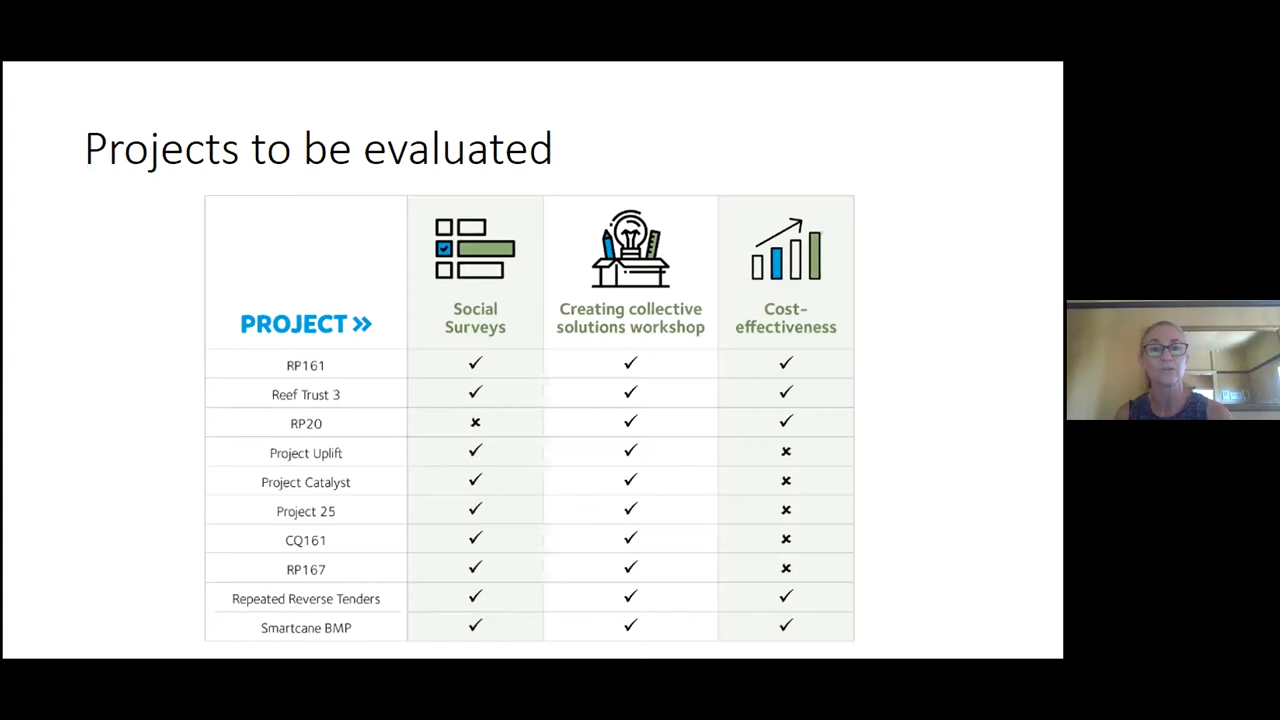 Projects to be evaluated
PROJECT
Social
Surveys
Creating collective
solutions workshop
Cost-
effectiveness
RP161 ✓ ✓ ✓
Reef Trust 3 ✓ ✓ ✓
RP20 ✗ ✓ ✓
Project Uplift ✓ ✓ ✗
Project Catalyst ✓ ✓ ✗
Project 25 ✓ ✓ ✗
CQ161 ✓ ✓ ✗
RP167 ✓ ✓ ✗
Repeated Reverse Tenders ✓ ✓ ✓
Smartcane BMP ✓ ✓ ✓